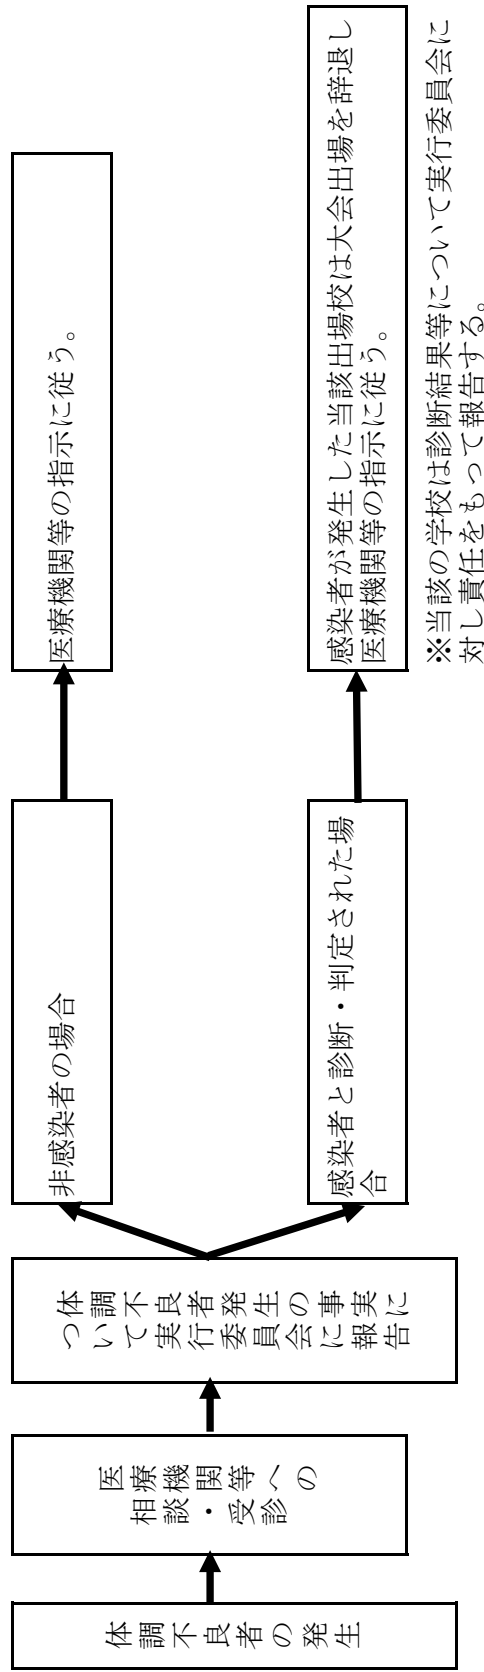 体調不良者の発生
医療機関等への
相談・受診
体調不良者発生の事実に
ついて実行委員会に報告
非感染者の場合
医療機関等の指示に従う。
感染者と診断・判定された場
合
感染者が発生した当該出場校は大会出場を辞退し
医療機関等の指示に従う。
※当該の学校は診断結果等について実行委員会に
対し責任をもって報告する。